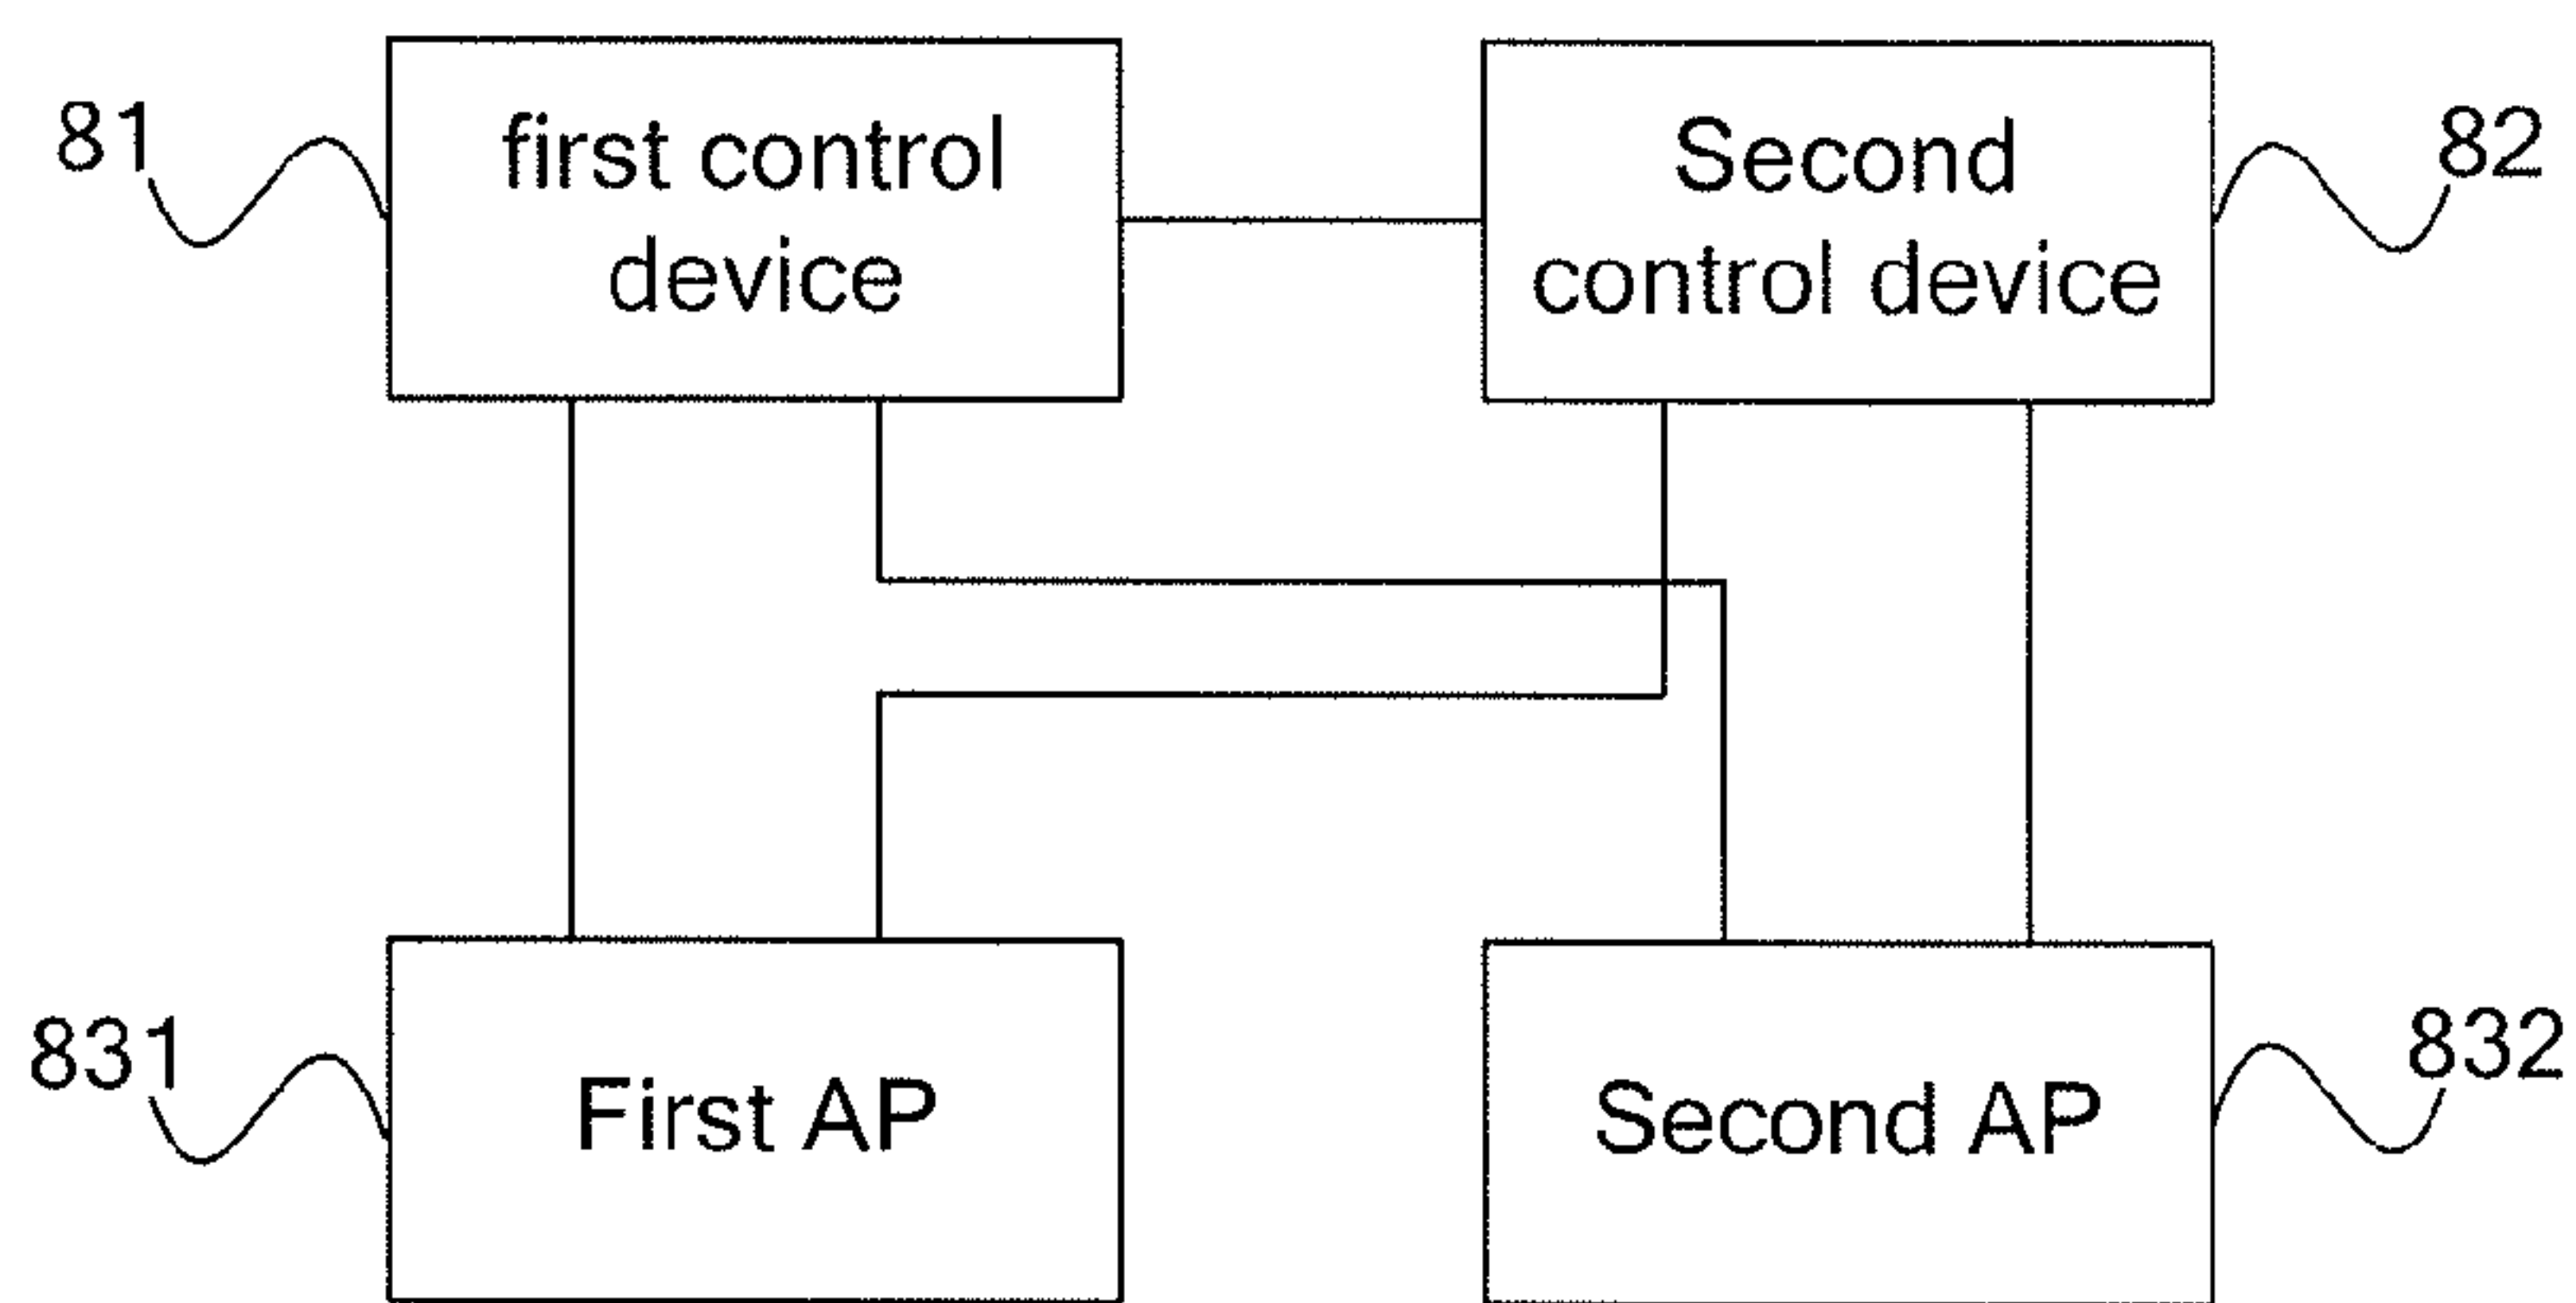 81
first control
device
Second
control device
82
831
First AP
Second AP
832